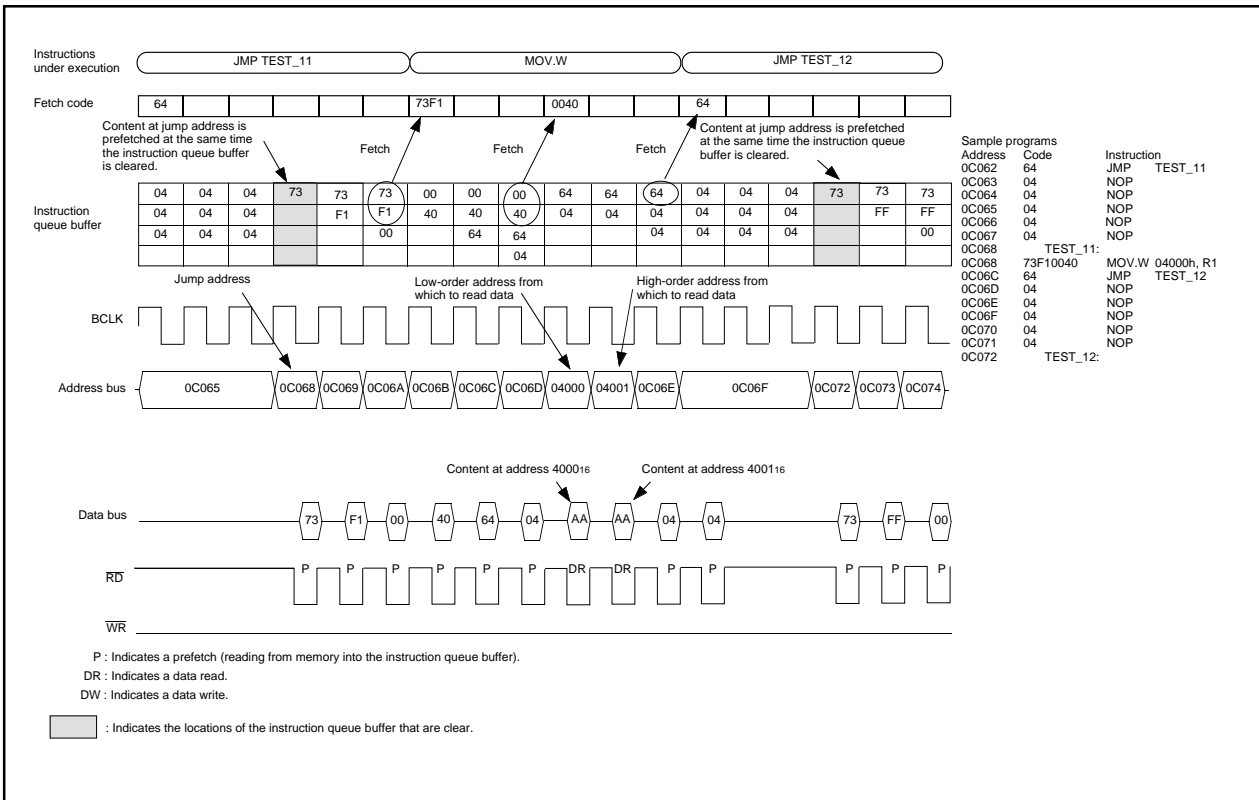 Instructions
under execution
JMP TEST_11 MOV.W JMP TEST_12
Fetch code
64 73F1 0040 64
Content at jump address is
prefetched at the same time
the instruction queue buffer
is cleared.
Fetch Fetch Fetch
Content at jump address is prefetched
at the same time the instruction queue
buffer is cleared.
Instruction
queue buffer
04 04 04 73 73 73 00 00 00 64 64 64 04 04 04 73 73 73
04 04 04 F1 F1 40 40 40 04 04 04 04 04 04 FF FF
04 04 04 00 64 64 04 04 04 04 00
04
Jump address
Low-order address from
which to read data
High-order address from
which to read data
BCLK
Address bus
0C065 0C068 0C069 0C06A 0C06B 0C06C 0C06D 04000 04001 0C06E 0C06F 0C072 0C073 0C074
Content at address 400016 Content at address 400116
Data bus
73 F1 00 40 64 04 AA AA 04 04 73 FF 00
RD
P P P P P P DR DR P P P P P
WR
P : Indicates a prefetch (reading from memory into the instruction queue buffer).
DR : Indicates a data read.
DW : Indicates a data write.
: Indicates the locations of the instruction queue buffer that are clear.
Sample programs
Address Code Instruction
0C062 64 JMP TEST_11
0C063 04 NOP
0C064 04 NOP
0C065 04 NOP
0C066 04 NOP
0C067 04 NOP
0C068 TEST_11:
0C068 73F10040 MOV.W 04000h, R1
0C06C 64 JMP TEST_12
0C06D 04 NOP
0C06E 04 NOP
0C06F 04 NOP
0C070 04 NOP
0C071 04 NOP
0C072 TEST_12: